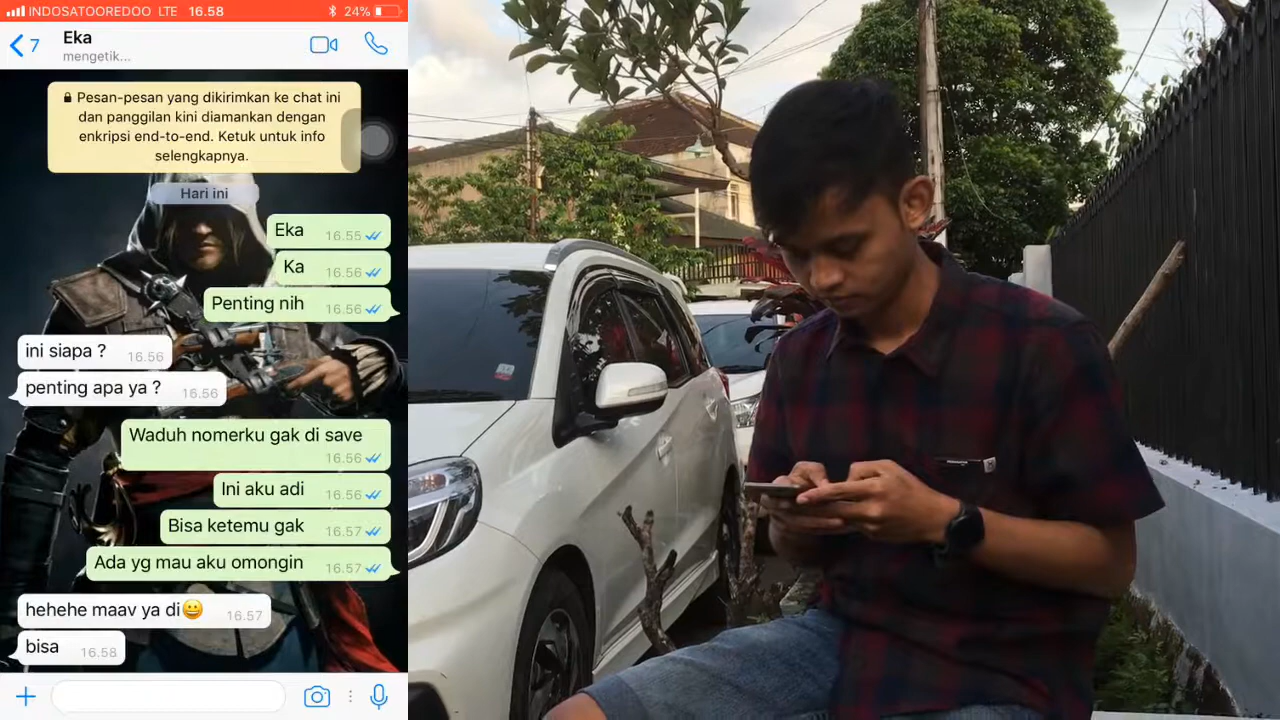 INDOSATOOREDOO LTE 16.58 24%
7 Eka
mengetik...
Pesan-pesan yang dikirimkan ke chat ini
dan panggilan kini diamankan dengan
enkripsi end-to-end. Ketuk untuk info
selengkapnya.
Hari ini
Eka 16.55
Ka 16.56
Penting nih 16.56
ini siapa ? 16.56
penting apa ya ? 16.56
Waduh nomerku gak di save
16.56
Ini aku adi 16.56
Bisa ketemu gak 16.57
Ada yg mau aku omongin 16.57
hehehe maav ya di😀 16.57
bisa 16.58